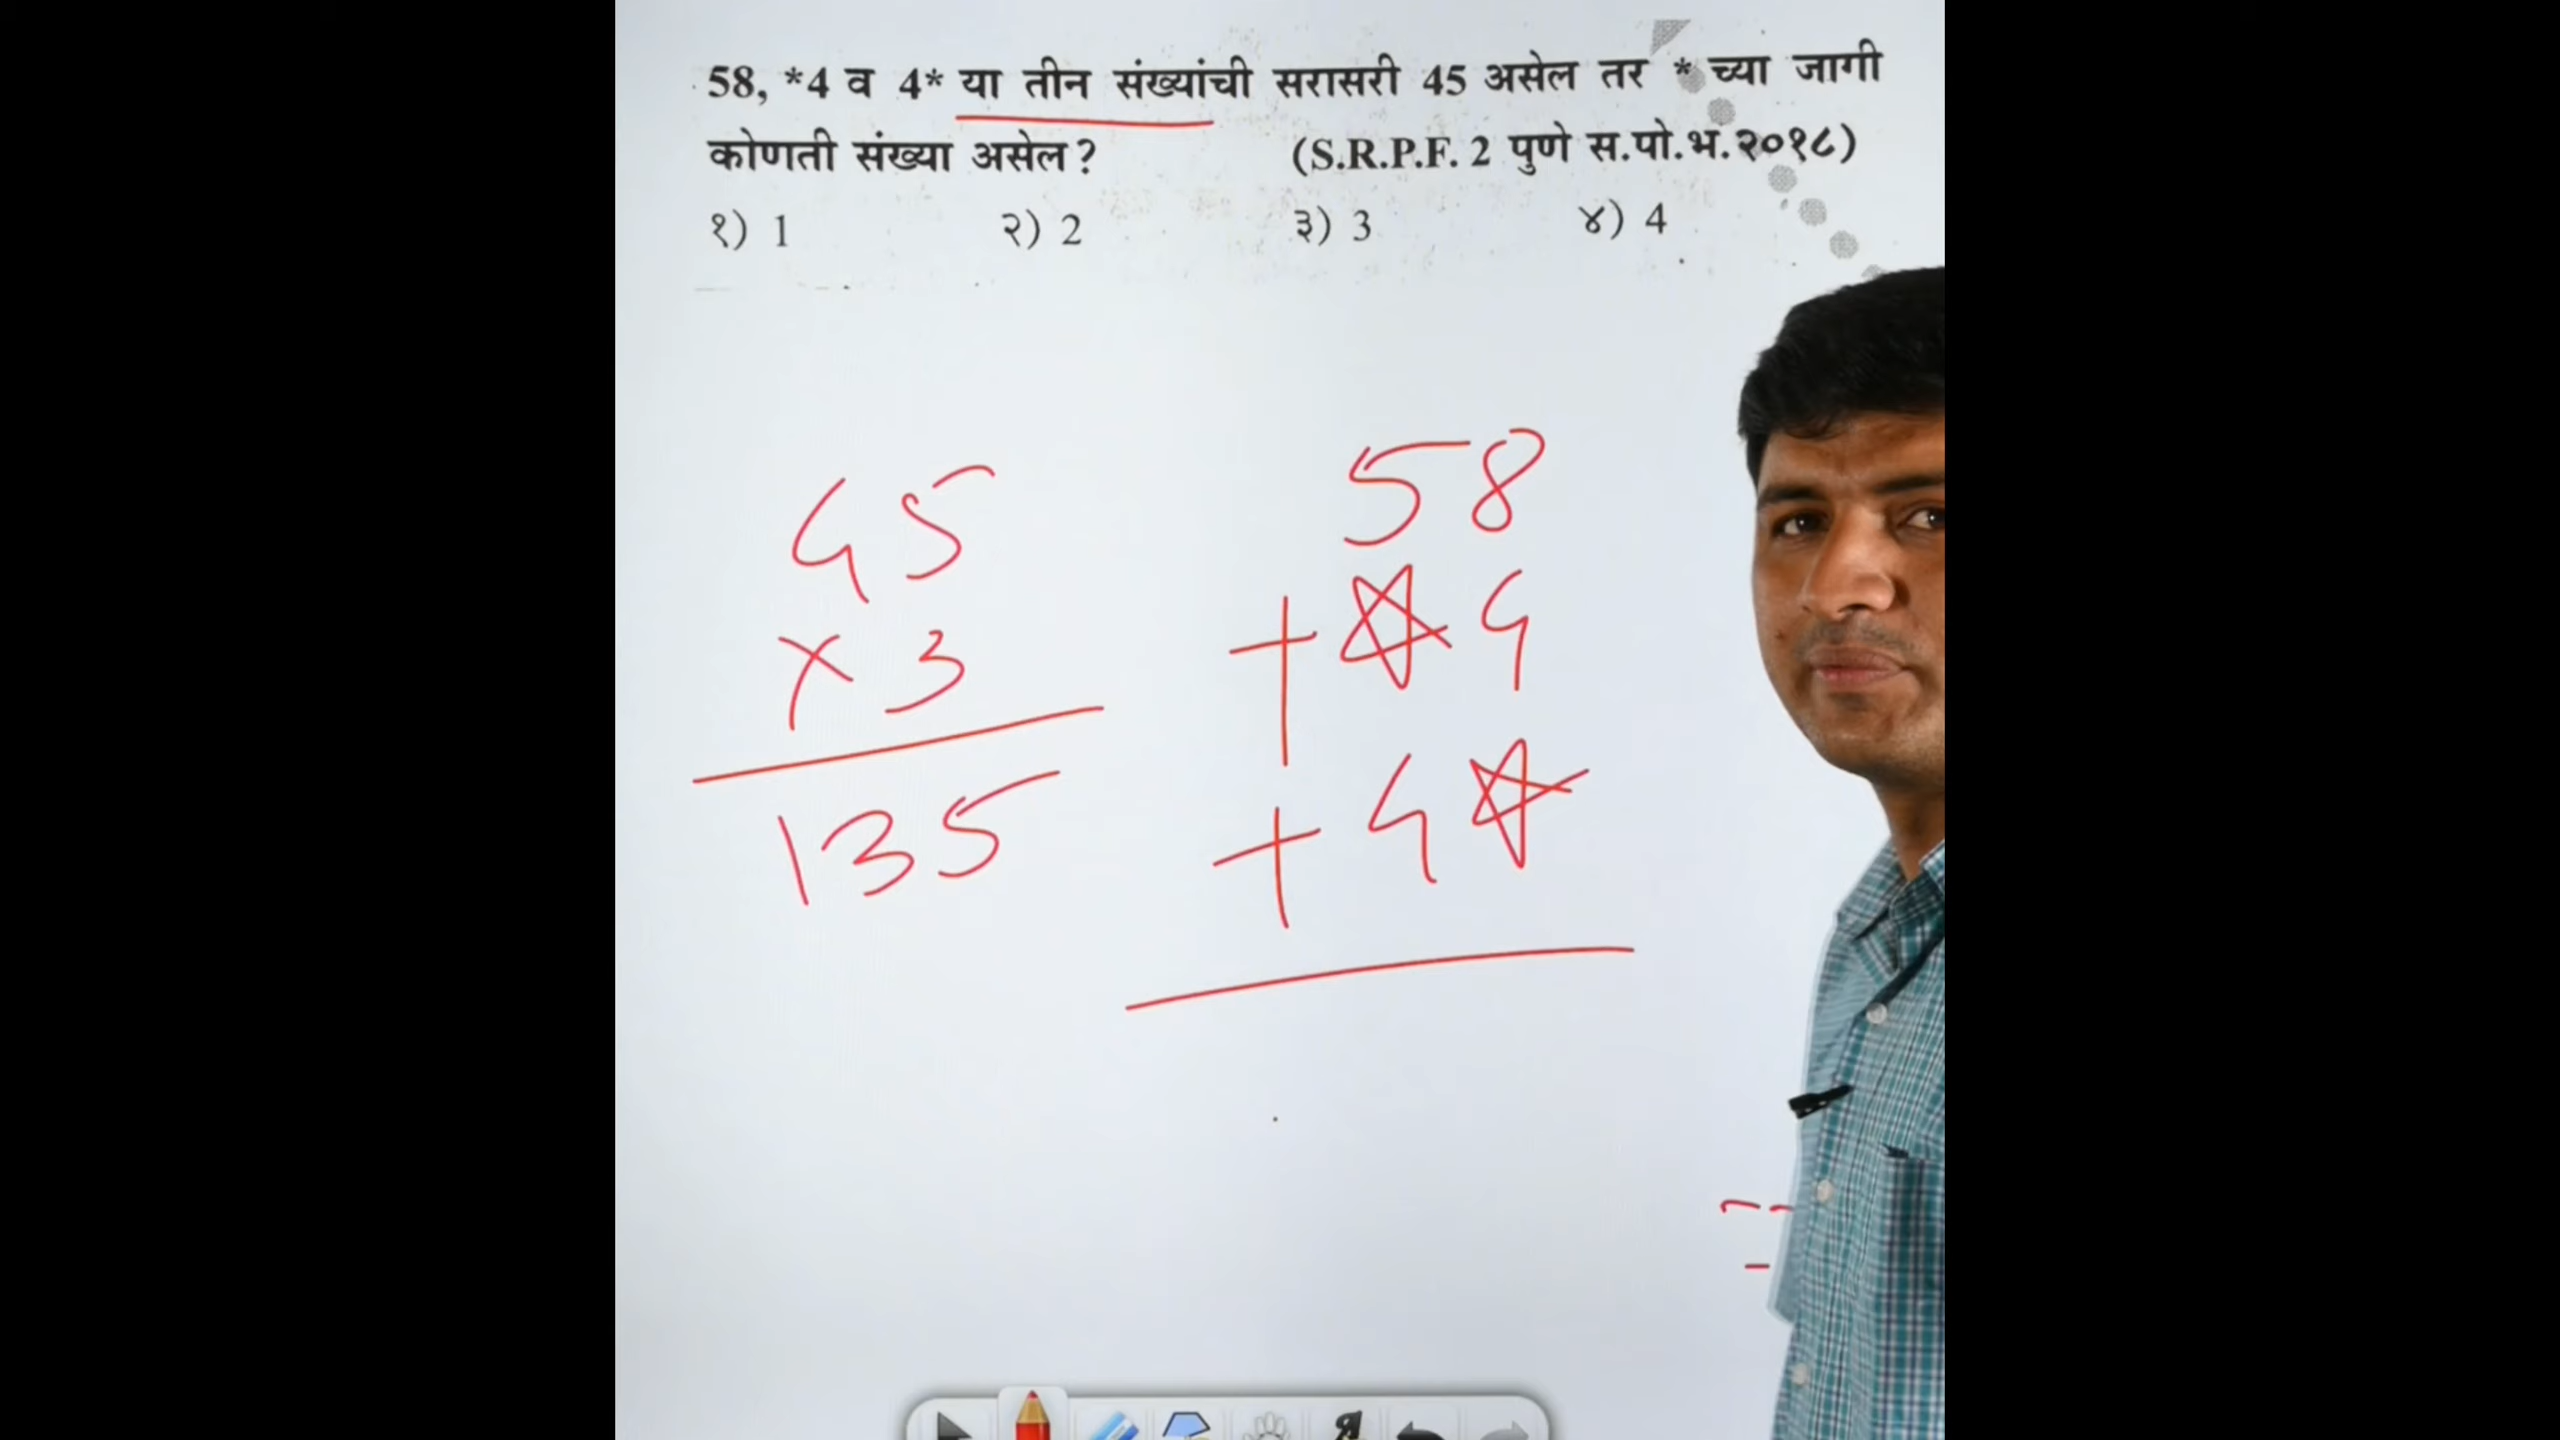 58, *4 व 4* या तीन संख्यांची सरासरी 45 असेल तर * च्या जागी
कोणती संख्या असेल? (S.R.P.F. 2 पुणे स.पो.भ.२०१८)
१) 1 २) 2 ३) 3 ४) 4
45
× 3
135
58
+ ☆ 4
+ 4 ☆